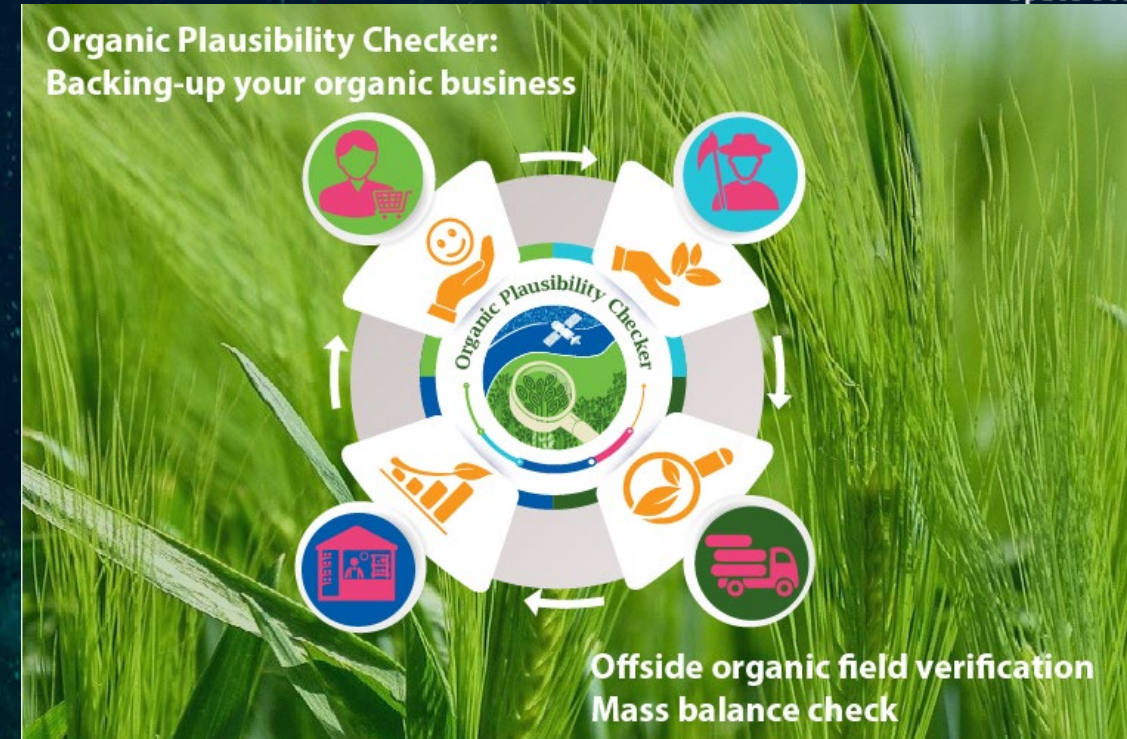 Organic Plausibility Checker:
Backing-up your organic business
Organic Plausibility Checker
Offside organic field verification
Mass balance check